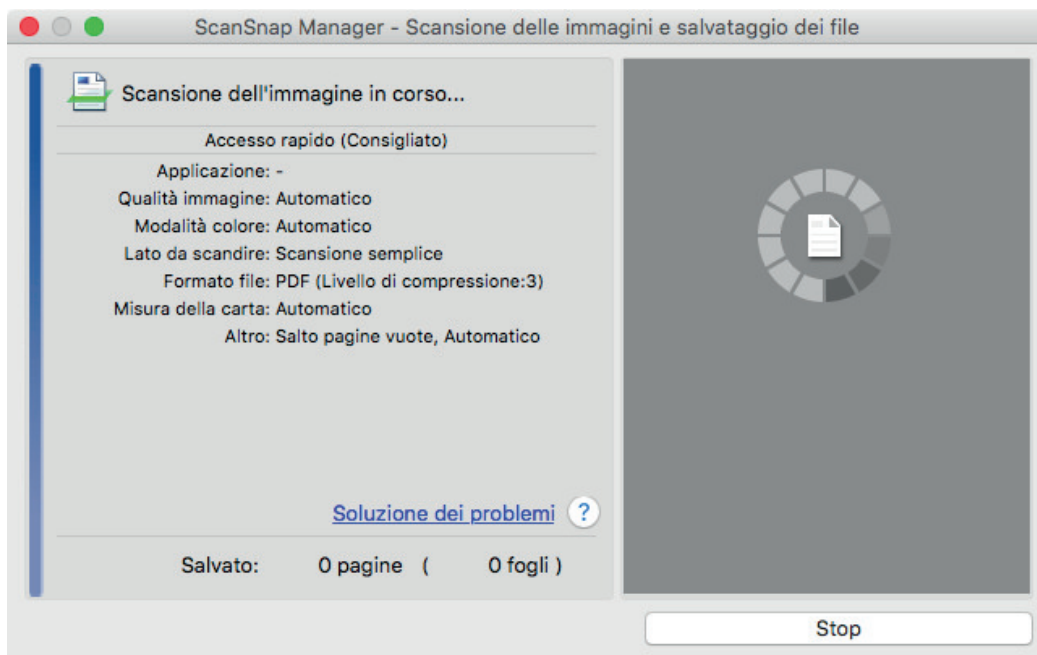 ScanSnap Manager - Scansione delle immagini e salvataggio dei file
Scansione dell'immagine in corso...
Accesso rapido (Consigliato)
Applicazione: -
Qualità immagine: Automatico
Modalità colore: Automatico
Lato da scandire: Scansione semplice
Formato file: PDF (Livello di compressione:3)
Misura della carta: Automatico
Altro: Salto pagine vuote, Automatico
Soluzione dei problemi ?
Salvato: 0 pagine ( 0 fogli )
Stop